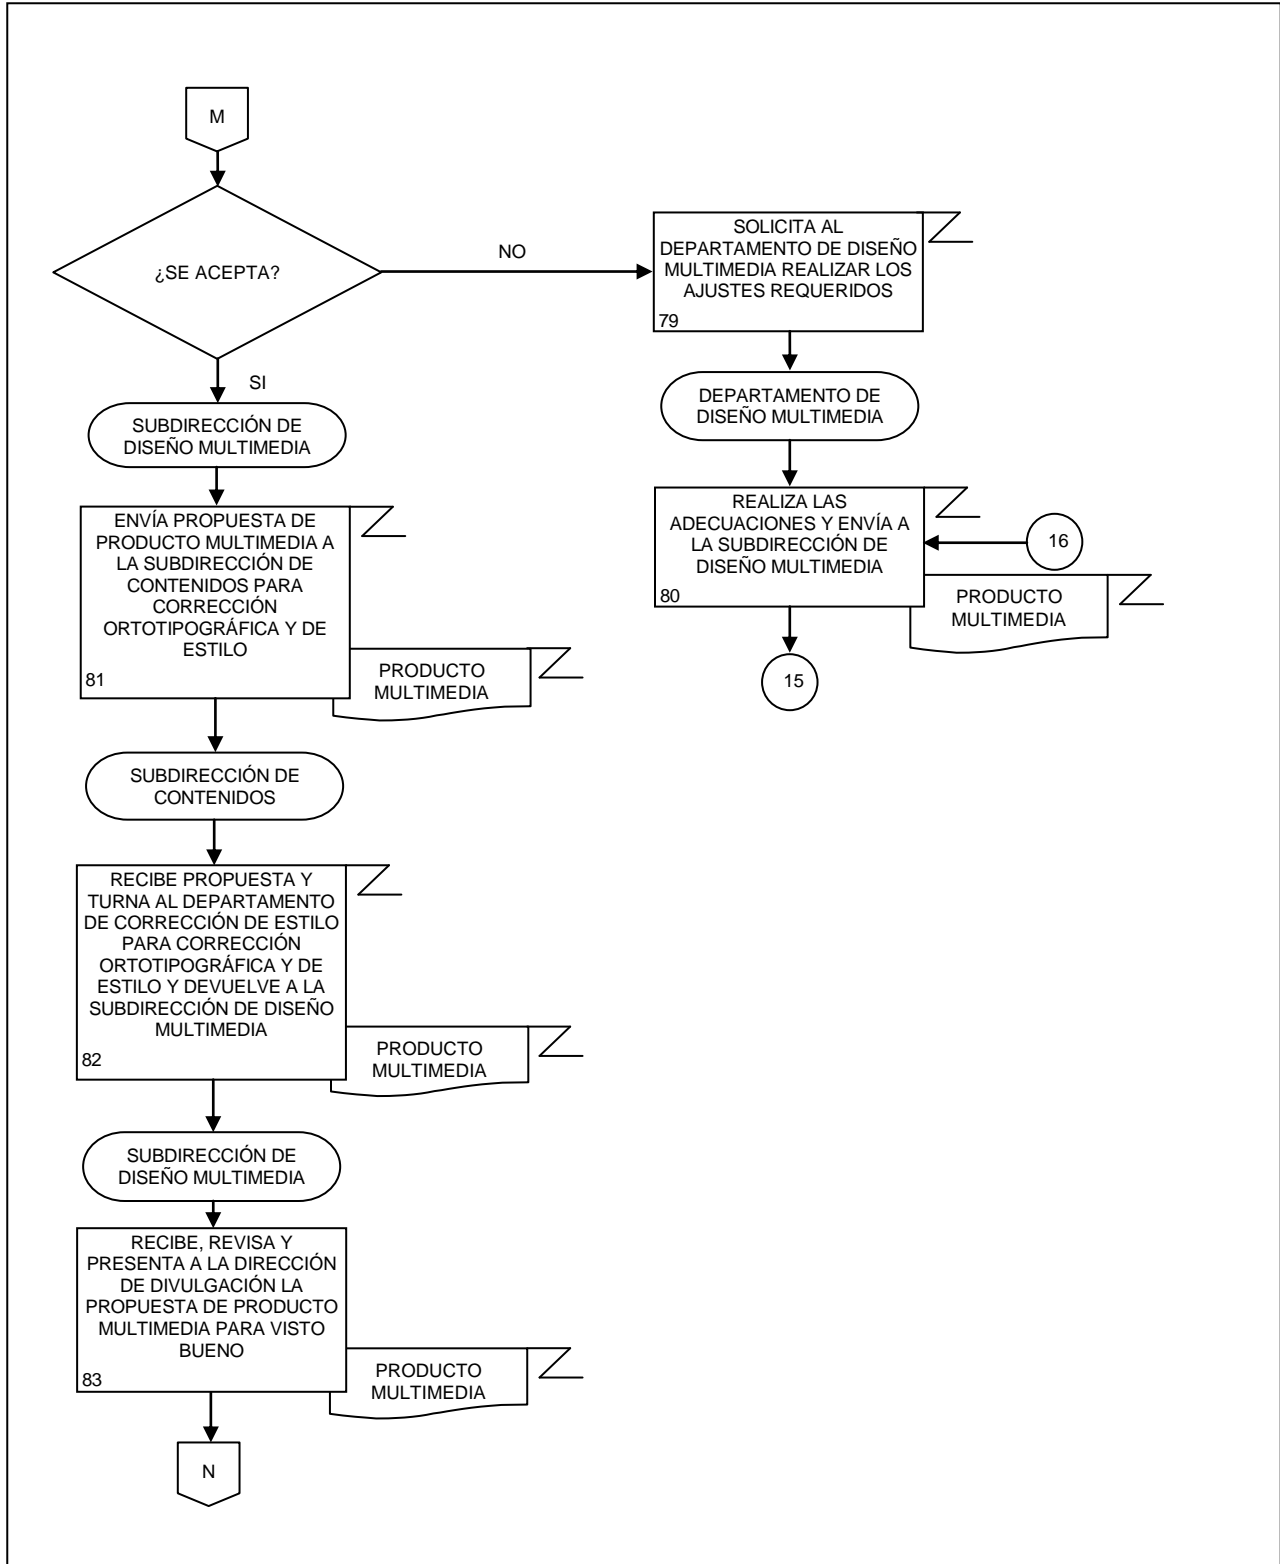 M
¿SE ACEPTA?
NO
SOLICITA AL
DEPARTAMENTO DE DISEÑO
MULTIMEDIA REALIZAR LOS
AJUSTES REQUERIDOS
79
DEPARTAMENTO DE
DISEÑO MULTIMEDIA
REALIZA LAS
ADECUACIONES Y ENVÍA A
LA SUBDIRECCIÓN DE
DISEÑO MULTIMEDIA
80
16
PRODUCTO
MULTIMEDIA
15
SI
SUBDIRECCIÓN DE
DISEÑO MULTIMEDIA
ENVÍA PROPUESTA DE
PRODUCTO MULTIMEDIA A
LA SUBDIRECCIÓN DE
CONTENIDOS PARA
CORRECCIÓN
ORTOTIPOGRÁFICA Y DE
ESTILO
81
PRODUCTO
MULTIMEDIA
SUBDIRECCIÓN DE
CONTENIDOS
RECIBE PROPUESTA Y
TURNA AL DEPARTAMENTO
DE CORRECCIÓN DE ESTILO
PARA CORRECCIÓN
ORTOTIPOGRÁFICA Y DE
ESTILO Y DEVUELVE A LA
SUBDIRECCIÓN DE DISEÑO
MULTIMEDIA
82
PRODUCTO
MULTIMEDIA
SUBDIRECCIÓN DE
DISEÑO MULTIMEDIA
RECIBE, REVISA Y
PRESENTA A LA DIRECCIÓN
DE DIVULGACIÓN LA
PROPUESTA DE PRODUCTO
MULTIMEDIA PARA VISTO
BUENO
83
PRODUCTO
MULTIMEDIA
N